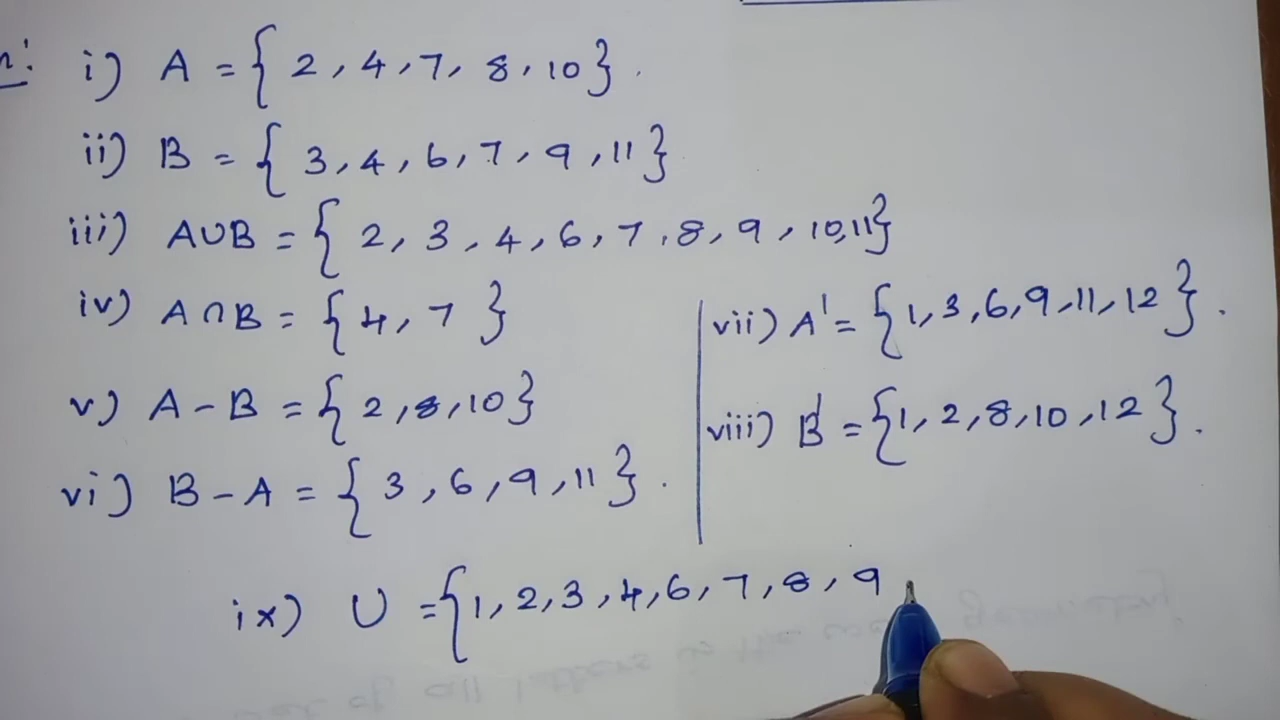 n:
i) A = { 2, 4, 7, 8, 10 }.
ii) B = { 3, 4, 6, 7, 9, 11 }
iii) A∪B = { 2, 3, 4, 6, 7, 8, 9, 10, 11 }
iv) A∩B = { 4, 7 }
v) A - B = { 2, 8, 10 }
vi) B - A = { 3, 6, 9, 11 }.
vii) A' = { 1, 3, 6, 9, 11, 12 }.
viii) B' = { 1, 2, 8, 10, 12 }.
ix) U = { 1, 2, 3, 4, 6, 7, 8, 9